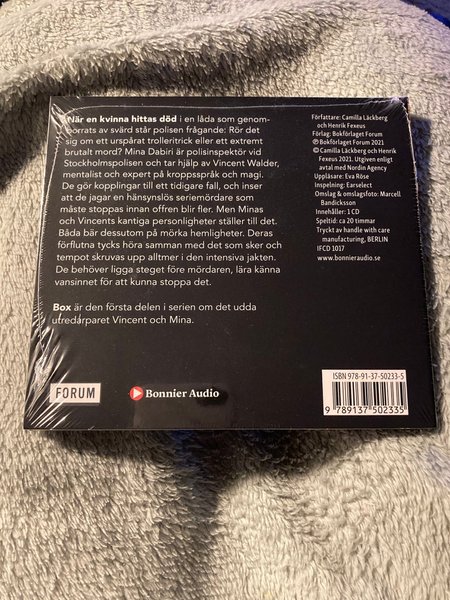 När en kvinna hittas död i en låda som genom-
borrats av svärd står polisen frågande: Rör det
sig om ett urspårat trolleritrick eller ett extremt
brutalt mord? Mina Dabiri är polisinspektör vid
Stockholmspolisen och tar hjälp av Vincent Walder,
mentalist och expert på kroppsspråk och magi.
De gör kopplingar till ett tidigare fall, och inser
att de jagar en hänsynslös seriemördare som
måste stoppas innan offren blir fler. Men Minas
och Vincents kantiga personligheter ställer till det.
Båda bär dessutom på mörka hemligheter. Deras
förflutna tycks höra samman med det som sker och
tempot skruvas upp alltmer i den intensiva jakten.
De behöver ligga steget före mördaren, lära känna
vansinnet för att kunna stoppa det.
Box är den första delen i serien om det udda
utredarparet Vincent och Mina.
Författare: Camilla Läckberg
och Henrik Fexeus
Förlag: Bokförlaget Forum
℗ Bokförlaget Forum 2021
© Camilla Läckberg och Henrik
Fexeus 2021. Utgiven enligt
avtal med Nordin Agency
Uppläsare: Eva Röse
Inspelning: Earselect
Omslag & omslagsfoto: Marcell
Bandicksson
Innehåller: 1 CD
Speltid: ca 20 timmar
Tryckt av handle with care
manufacturing, BERLIN
IFCD 1017
www.bonnieraudio.se
FORUM
Bonnier Audio
ISBN 978-91-37-50233-5
9 789137 502335